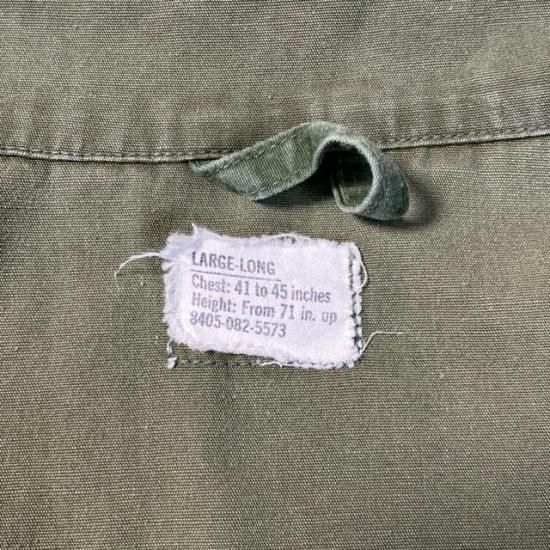 LARGE-LONG
Chest: 41 to 45 inches
Height: From 71 in. up
8405-082-5573